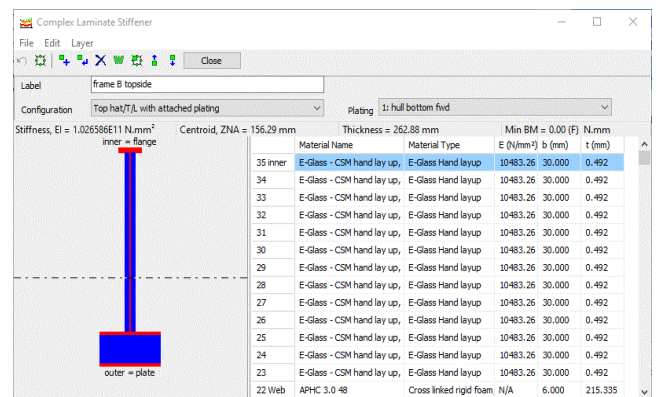 Complex Laminate Stiffener
File Edit Layer
Close
Label frame B topside
Configuration Top hat/T/L with attached plating Plating 1: hull bottom fwd
Stiffness, EI = 1.026586E11 N.mm² Centroid, ZNA = 156.29 mm Thickness = 262.88 mm Min BM = 0.00 (F) N.mm
inner = flange
Material Name Material Type E (N/mm²) b (mm) t (mm)
35 inner E-Glass - CSM hand lay up, E-Glass Hand layup 10483.26 30.000 0.492
34 E-Glass - CSM hand lay up, E-Glass Hand layup 10483.26 30.000 0.492
33 E-Glass - CSM hand lay up, E-Glass Hand layup 10483.26 30.000 0.492
32 E-Glass - CSM hand lay up, E-Glass Hand layup 10483.26 30.000 0.492
31 E-Glass - CSM hand lay up, E-Glass Hand layup 10483.26 30.000 0.492
30 E-Glass - CSM hand lay up, E-Glass Hand layup 10483.26 30.000 0.492
29 E-Glass - CSM hand lay up, E-Glass Hand layup 10483.26 30.000 0.492
28 E-Glass - CSM hand lay up, E-Glass Hand layup 10483.26 30.000 0.492
27 E-Glass - CSM hand lay up, E-Glass Hand layup 10483.26 30.000 0.492
26 E-Glass - CSM hand lay up, E-Glass Hand layup 10483.26 30.000 0.492
25 E-Glass - CSM hand lay up, E-Glass Hand layup 10483.26 30.000 0.492
24 E-Glass - CSM hand lay up, E-Glass Hand layup 10483.26 30.000 0.492
23 E-Glass - CSM hand lay up, E-Glass Hand layup 10483.26 30.000 0.492
22 Web APHC 3.0 48 Cross linked rigid foam, N/A 6.000 215.335
outer = plate